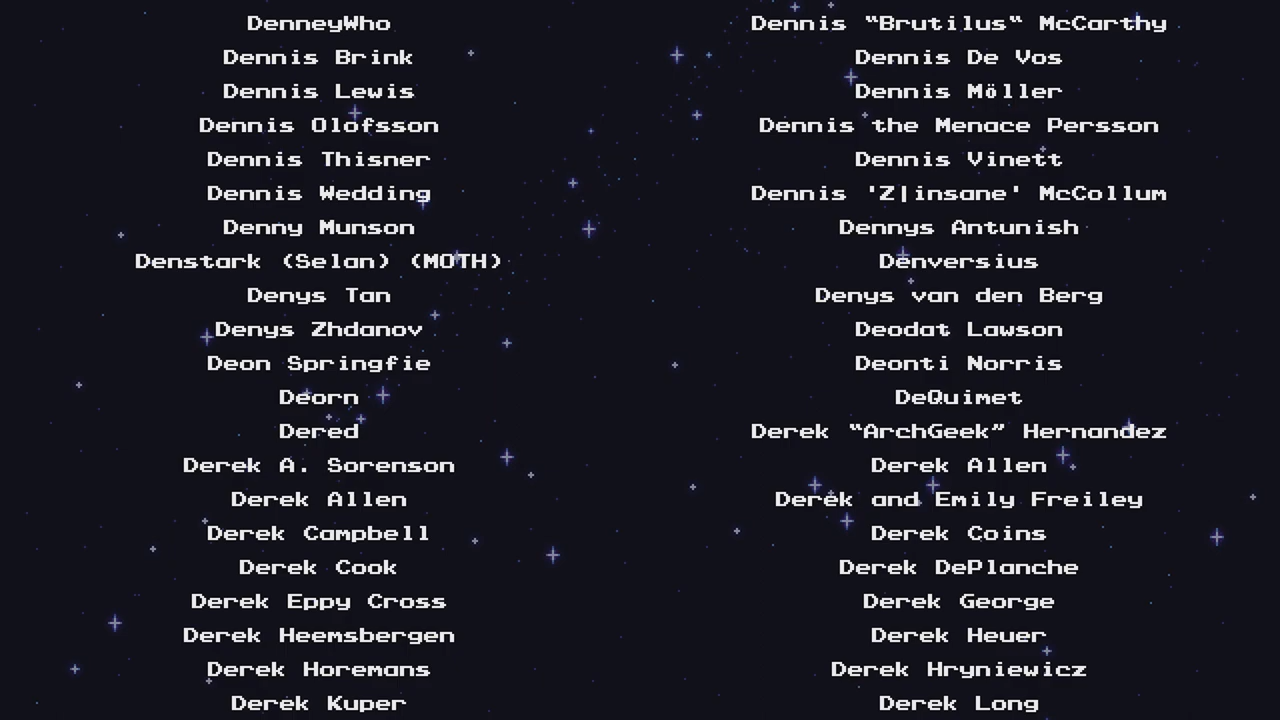 DenneyWho
Dennis "Brutilus" McCarthy
Dennis Brink
Dennis De Vos
Dennis Lewis
Dennis Möller
Dennis Olofsson
Dennis the Menace Persson
Dennis Thisner
Dennis Vinett
Dennis Wedding
Dennis 'Z|insane' McCollum
Denny Munson
Dennys Antunish
Denstark (Selan) (MOTH)
Denversius
Denys Tan
Denys van den Berg
Denys Zhdanov
Deodat Lawson
Deon Springfie
Deonti Norris
Deorn
DeQuimet
Dered
Derek “ArchGeek” Hernandez
Derek A. Sorenson
Derek Allen
Derek Allen
Derek and Emily Freiley
Derek Campbell
Derek Coins
Derek Cook
Derek DePlanche
Derek Eppy Cross
Derek George
Derek Heemsbergen
Derek Heuer
Derek Horemans
Derek Hryniewicz
Derek Kuper
Derek Long